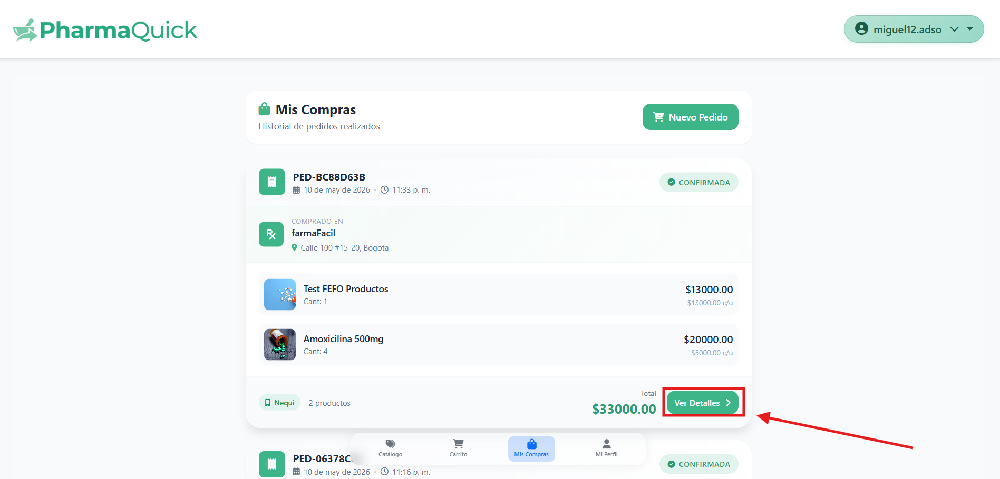 PharmaQuick
miguel12.adso
Mis Compras
Historial de pedidos realizados
Nuevo Pedido
PED-BC88D63B
10 de may de 2026 • 11:33 p. m.
CONFIRMADA
COMPRADO EN
farmaFacil
Calle 100 #15-20, Bogota
Test FEFO Productos
Cant: 1
$13000.00
$13000.00 c/u
Amoxicilina 500mg
Cant: 4
$20000.00
$5000.00 c/u
Nequi
2 productos
Total
$33000.00
Ver Detalles
Catálogo
Carrito
Mis Compras
Mi Perfil
PED-06378C
10 de may de 2026 • 11:16 p. m.
CONFIRMADA